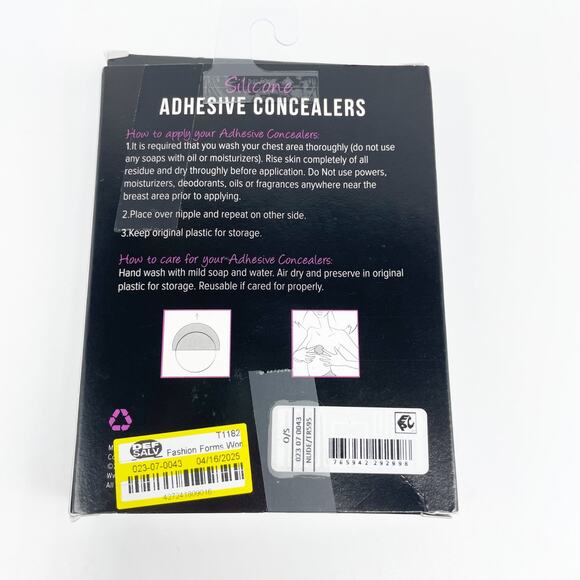 Silicone
ADHESIVE CONCEALERS
How to apply your Adhesive Concealers:
1.It is required that you wash your chest area thoroughly (do not use
any soaps with oil or moisturizers). Rise skin completely of all
residue and dry thoroughly before application. Do Not use powers,
moisturizers, deodorants, oils or fragrances anywhere near the
breast area prior to applying.
2.Place over nipple and repeat on other side.
3.Keep original plastic for storage.
How to care for your Adhesive Concealers:
Hand wash with mild soap and water. Air dry and preserve in original
plastic for storage. Reusable if cared for properly.
DEF
SALV
T1182
Fashion Forms Wom
023-07-0043 04/16/2025
O/S
023 07 0043
NUDE/ER595
765942 292998
All